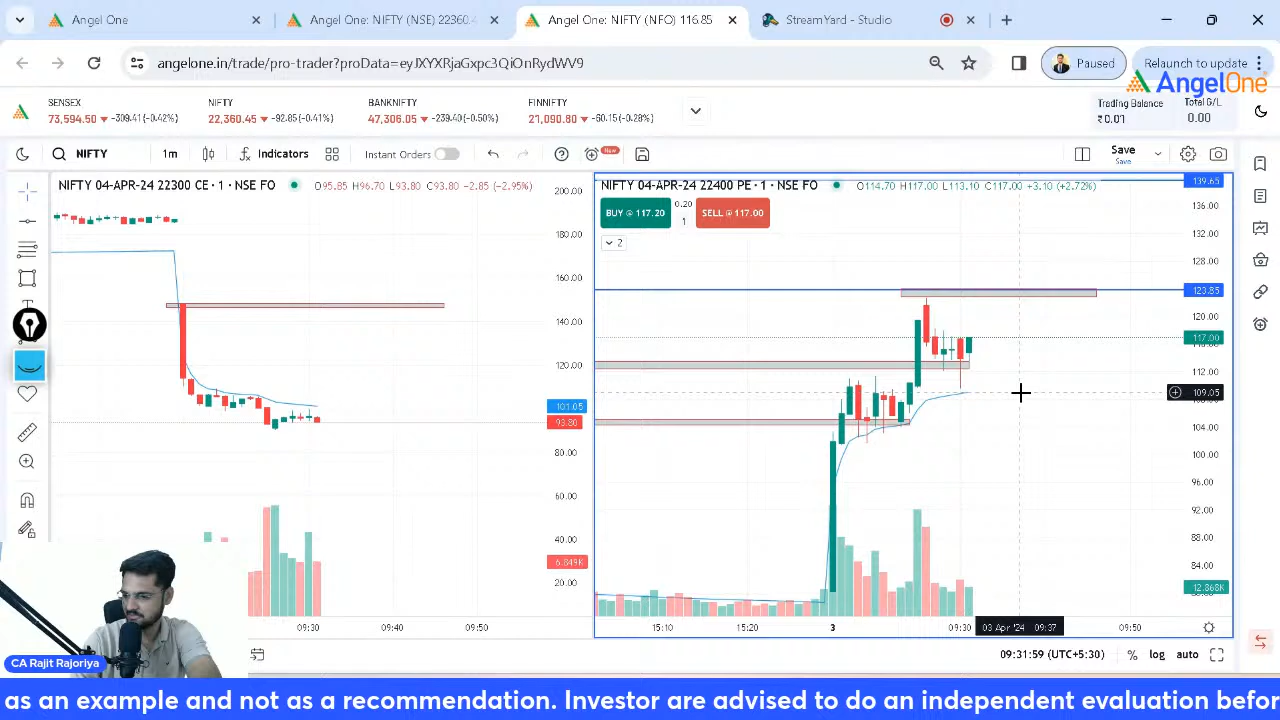 Angel One
Angel One: NIFTY (NSE) 22360.4
Angel One: NIFTY (NFO) 116.85
StreamYard - Studio
angelone.in/trade/pro-trader?proData=eyJXYXRjaGxpc3QiOnRydWV9
Paused
Relaunch to update
AngelOne
SENSEX
73,594.50 -309.41(-0.42%)
NIFTY
22,360.45 -92.85(-0.41%)
BANKNIFTY
47,306.05 -239.40(-0.50%)
FINNIFTY
21,090.80 -60.15(-0.28%)
Trading Balance
₹0.01
Total G/L
0.00
NIFTY
1m
Indicators
Instant Orders
New
Save
Save
NIFTY 04-APR-24 22300 CE · 1 · NSE FO
O95.85 H96.70 L93.80 C93.80 -2.85 (-2.95%)
200.00
180.00
160.00
140.00
120.00
101.05
93.80
80.00
60.00
40.00
6.849K
20.00
09:30
09:40
09:50
NIFTY 04-APR-24 22400 PE · 1 · NSE FO
O114.70 H117.00 L113.10 C117.00 +3.10 (+2.72%)
BUY @ 117.20
0.20
1
SELL @ 117.00
2
139.65
136.00
132.00
128.00
123.85
120.00
117.00
112.00
109.05
104.00
100.00
96.00
92.00
88.00
84.00
12.868K
15:10
15:20
3
09:30
03 Apr '24 09:37
09:50
09:31:59 (UTC+5:30)
%
log
auto
CA Rajit Rajoriya
as an example and not as a recommendation. Investor are advised to do an independent evaluation befor